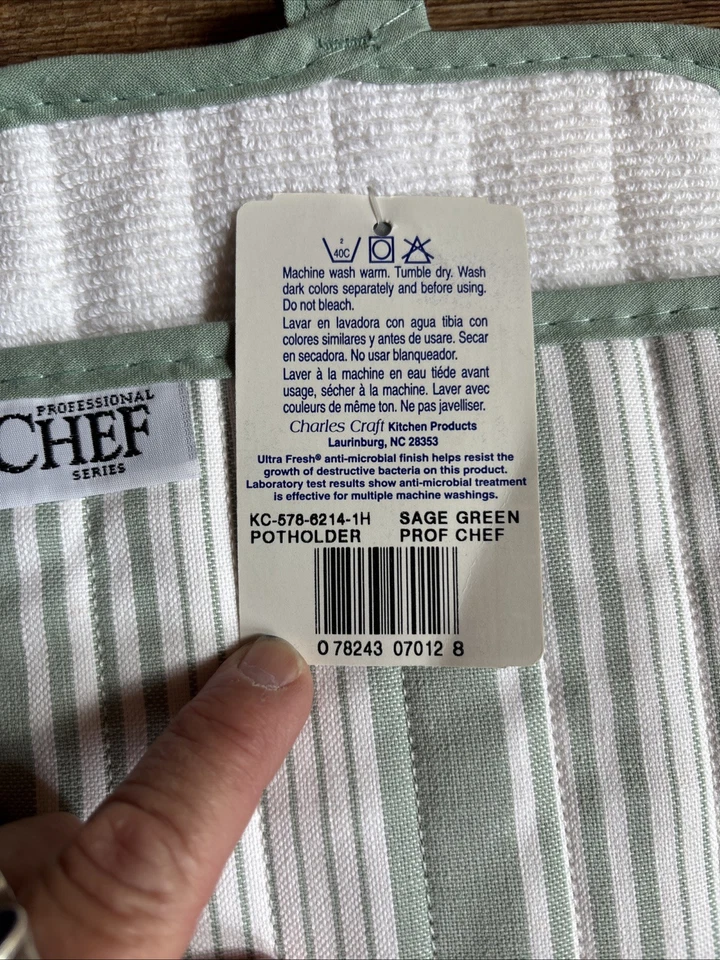 2
40C
Machine wash warm. Tumble dry. Wash
dark colors separately and before using.
Do not bleach.
Lavar en lavadora con agua tibia con
colores similares y antes de usare. Secar
en secadora. No usar blanqueador.
Laver à la machine en eau tiéde avant
usage, sécher à la machine. Laver avec
couleurs de même ton. Ne pas javelliser.
Charles Craft Kitchen Products
Laurinburg, NC 28353
Ultra Fresh® anti-microbial finish helps resist the
growth of destructive bacteria on this product.
Laboratory test results show anti-microbial treatment
is effective for multiple machine washings.
KC-578-6214-1H SAGE GREEN
POTHOLDER PROF CHEF
0 78243 07012 8
PROFESSIONAL
CHEF
SERIES